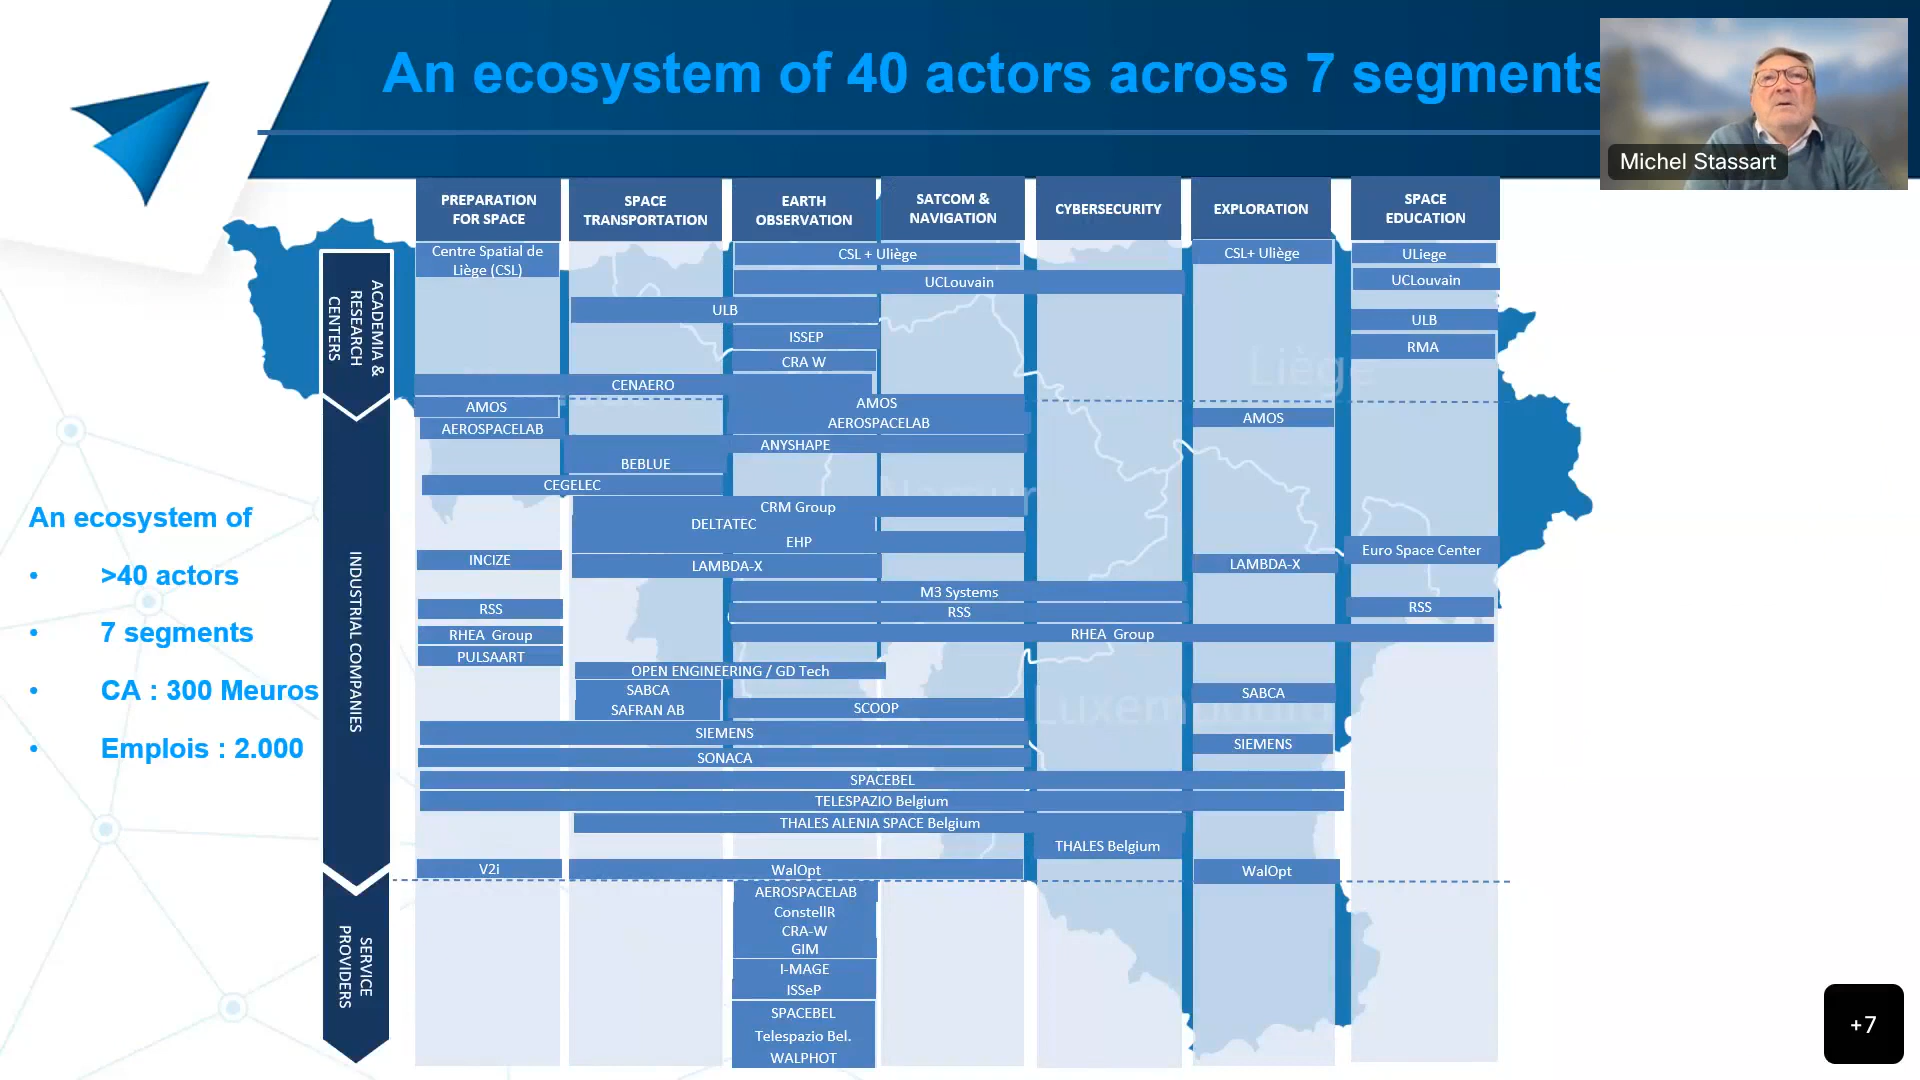 An ecosystem of 40 actors across 7 segments
Michel Stassart
PREPARATION
FOR SPACE
SPACE
TRANSPORTATION
EARTH
OBSERVATION
SATCOM &
NAVIGATION
CYBERSECURITY
EXPLORATION
SPACE
EDUCATION
ACADEMIA &
RESEARCH
CENTERS
Centre Spatial de
Liège (CSL)
CSL + Uliège
CSL+ Uliège
ULiege
UCLouvain
UCLouvain
ULB
ULB
ISSEP
RMA
CRA W
Liège
CENAERO
INDUSTRIAL COMPANIES
AMOS
AMOS
AMOS
AEROSPACELAB
AEROSPACELAB
ANYSHAPE
BEBLUE
CEGELEC
Namur
CRM Group
DELTATEC
EHP
Euro Space Center
INCIZE
LAMBDA-X
LAMBDA-X
M3 Systems
RSS
RSS
RSS
RHEA Group
RHEA Group
PULSAART
OPEN ENGINEERING / GD Tech
SABCA
SABCA
SAFRAN AB
SCOOP
Luxembourg
SIEMENS
SIEMENS
SONACA
SPACEBEL
TELESPAZIO Belgium
THALES ALENIA SPACE Belgium
THALES Belgium
V2i
WalOpt
WalOpt
SERVICE
PROVIDERS
AEROSPACELAB
ConstellR
CRA-W
GIM
I-MAGE
ISSeP
SPACEBEL
Telespazio Bel.
WALPHOT
An ecosystem of
• >40 actors
• 7 segments
• CA : 300 Meuros
• Emplois : 2.000
+7